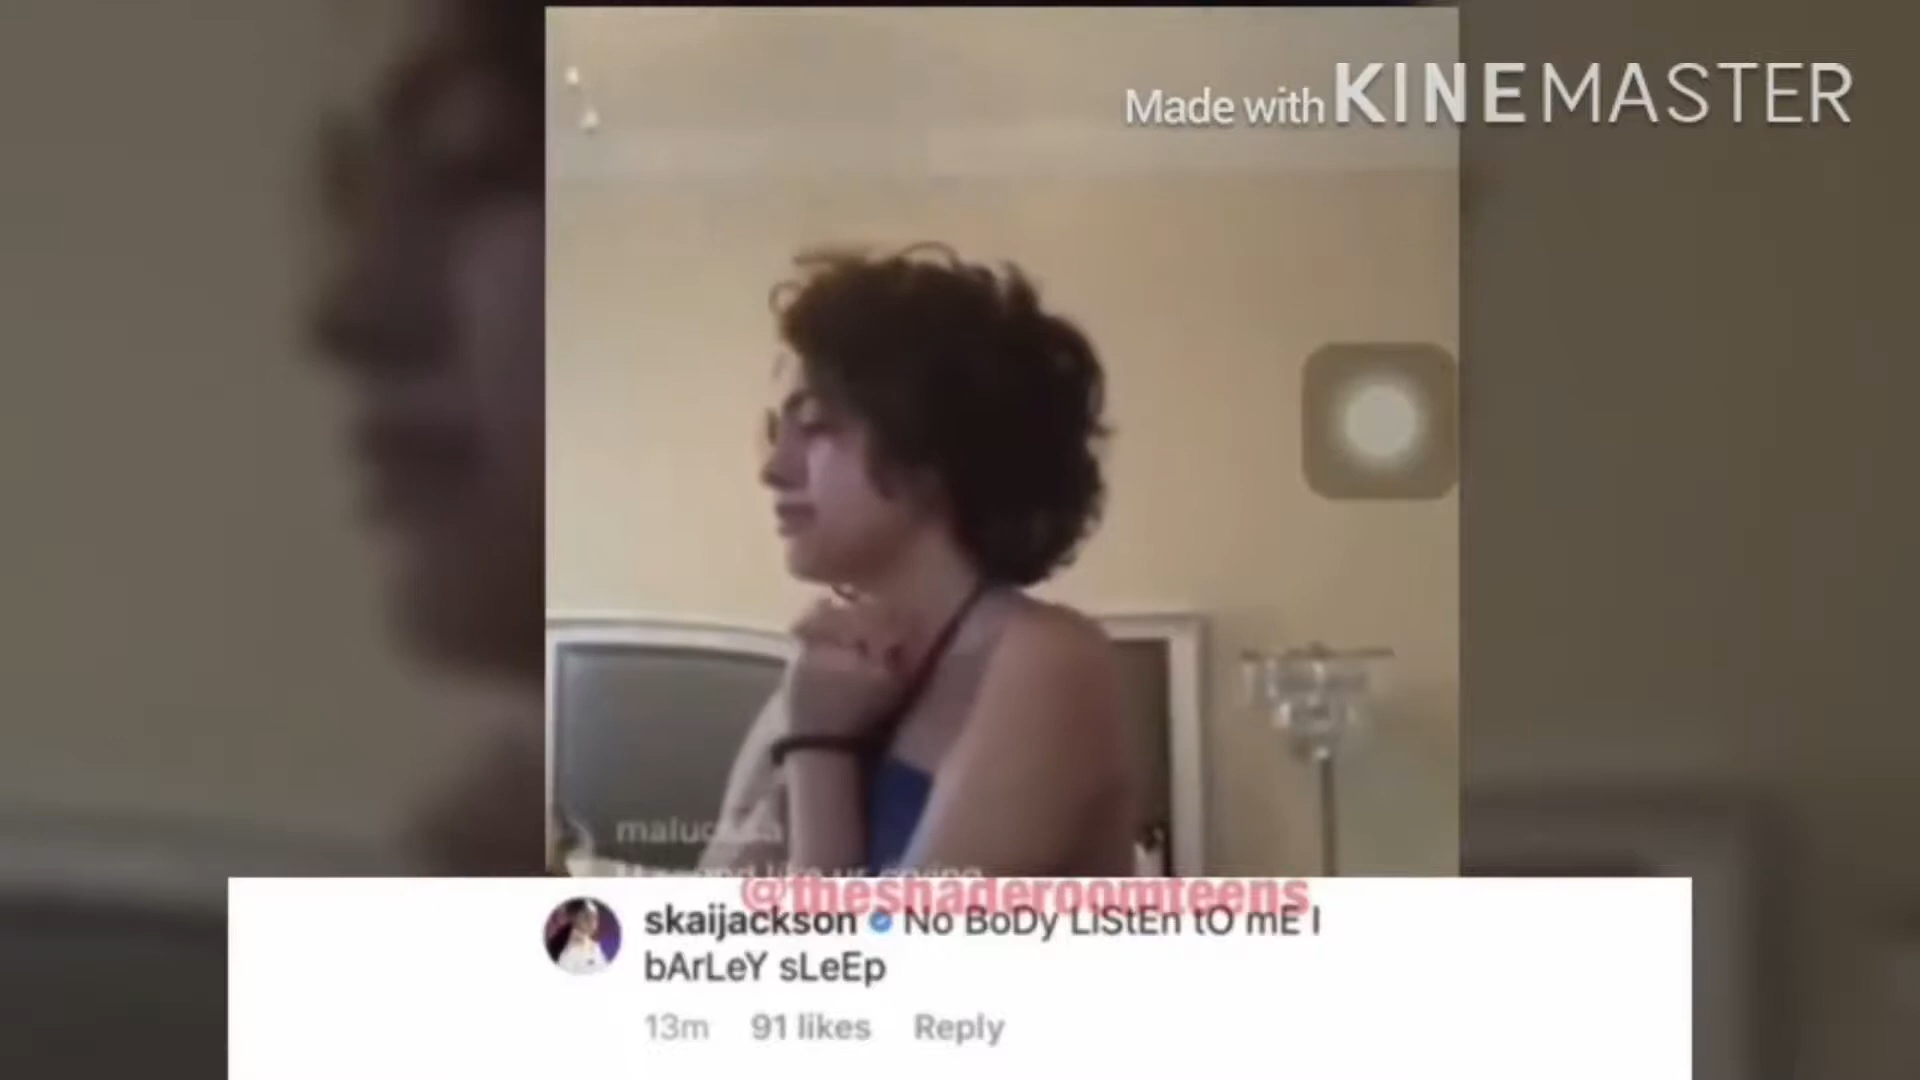 Made with KINEMASTER
@theshaderoomteens
skaijackson No BoDy LIStEn tO mE I
bArLeY sLeEp
13m 91 likes Reply